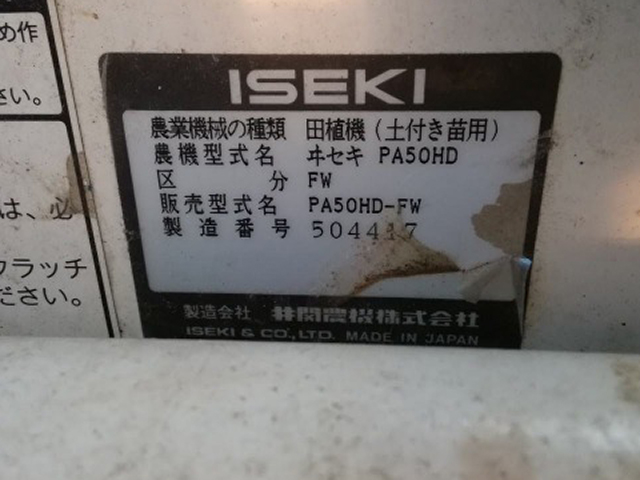 め作
さい。
は、必
クラッチ
ださい。
ISEKI
農業機械の種類 田植機(土付き苗用)
農機型式名 ヰセキ PA50HD
区分 FW
販売型式名 PA50HD-FW
製造番号 504417
製造会社 井関農機株式会社
ISEKI & CO., LTD. MADE IN JAPAN